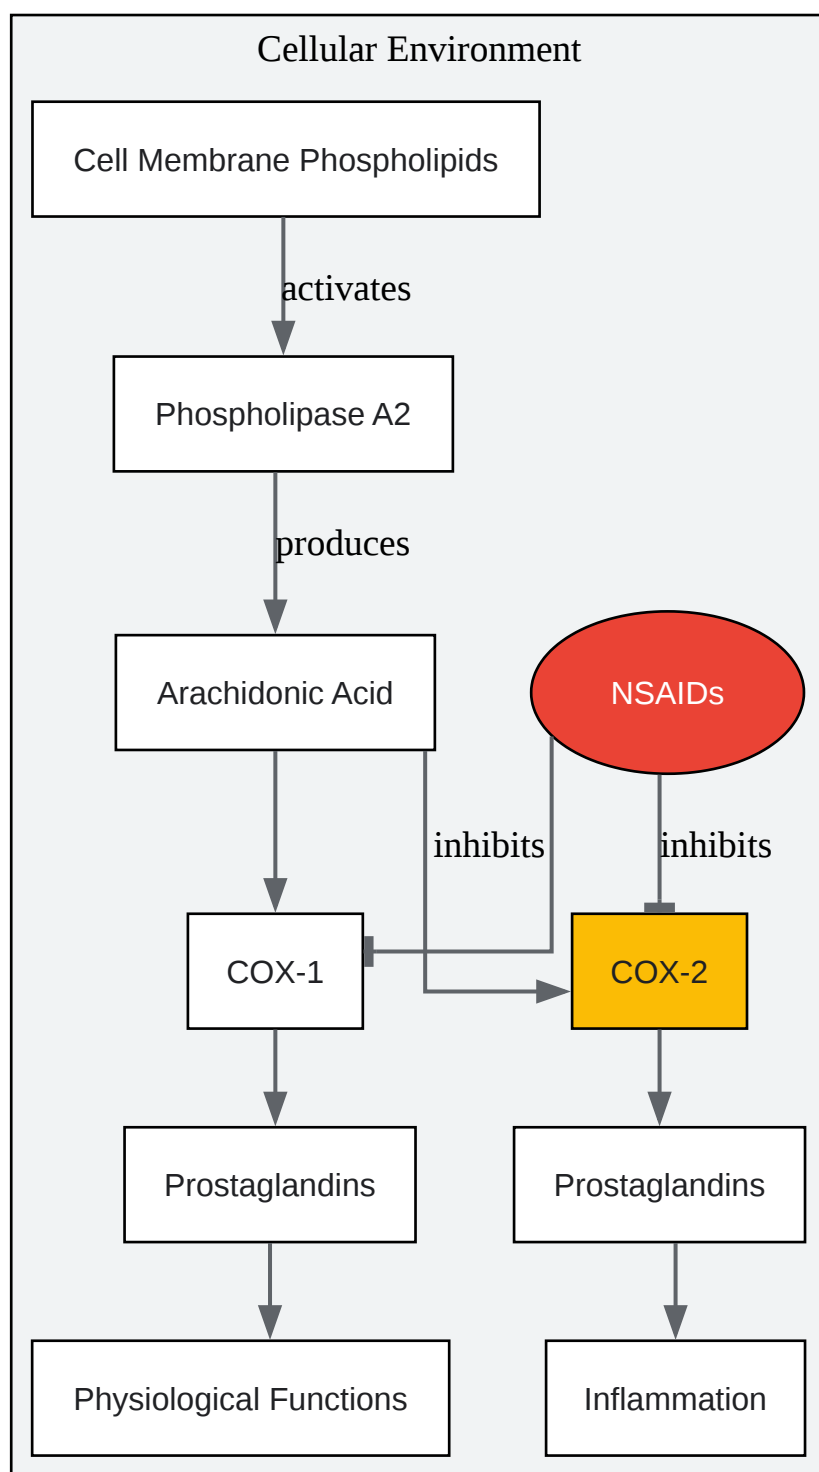 Cellular Environment
Cell Membrane Phospholipids
activates
Phospholipase A2
produces
Arachidonic Acid
NSAIDs
inhibits
inhibits
COX-1
COX-2
Prostaglandins
Prostaglandins
Physiological Functions
Inflammation